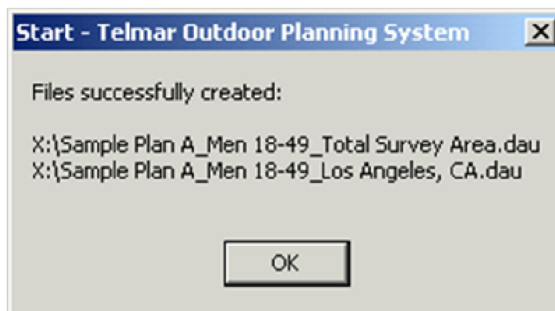 Start - Telmar Outdoor Planning System
Files successfully created:
X:\Sample Plan A_Men 18-49_Total Survey Area.dau
X:\Sample Plan A_Men 18-49_Los Angeles, CA.dau
OK